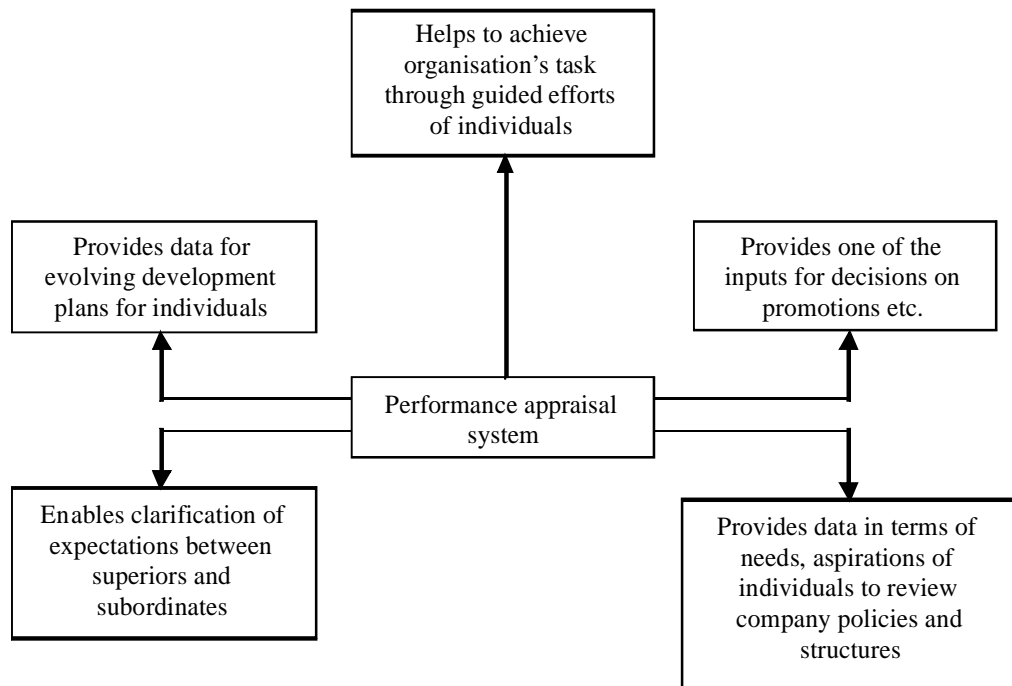 Helps to achieve
organisation's task
through guided efforts
of individuals
Provides data for
evolving development
plans for individuals
Provides one of the
inputs for decisions on
promotions etc.
Performance appraisal
system
Enables clarification of
expectations between
superiors and
subordinates
Provides data in terms of
needs, aspirations of
individuals to review
company policies and
structures